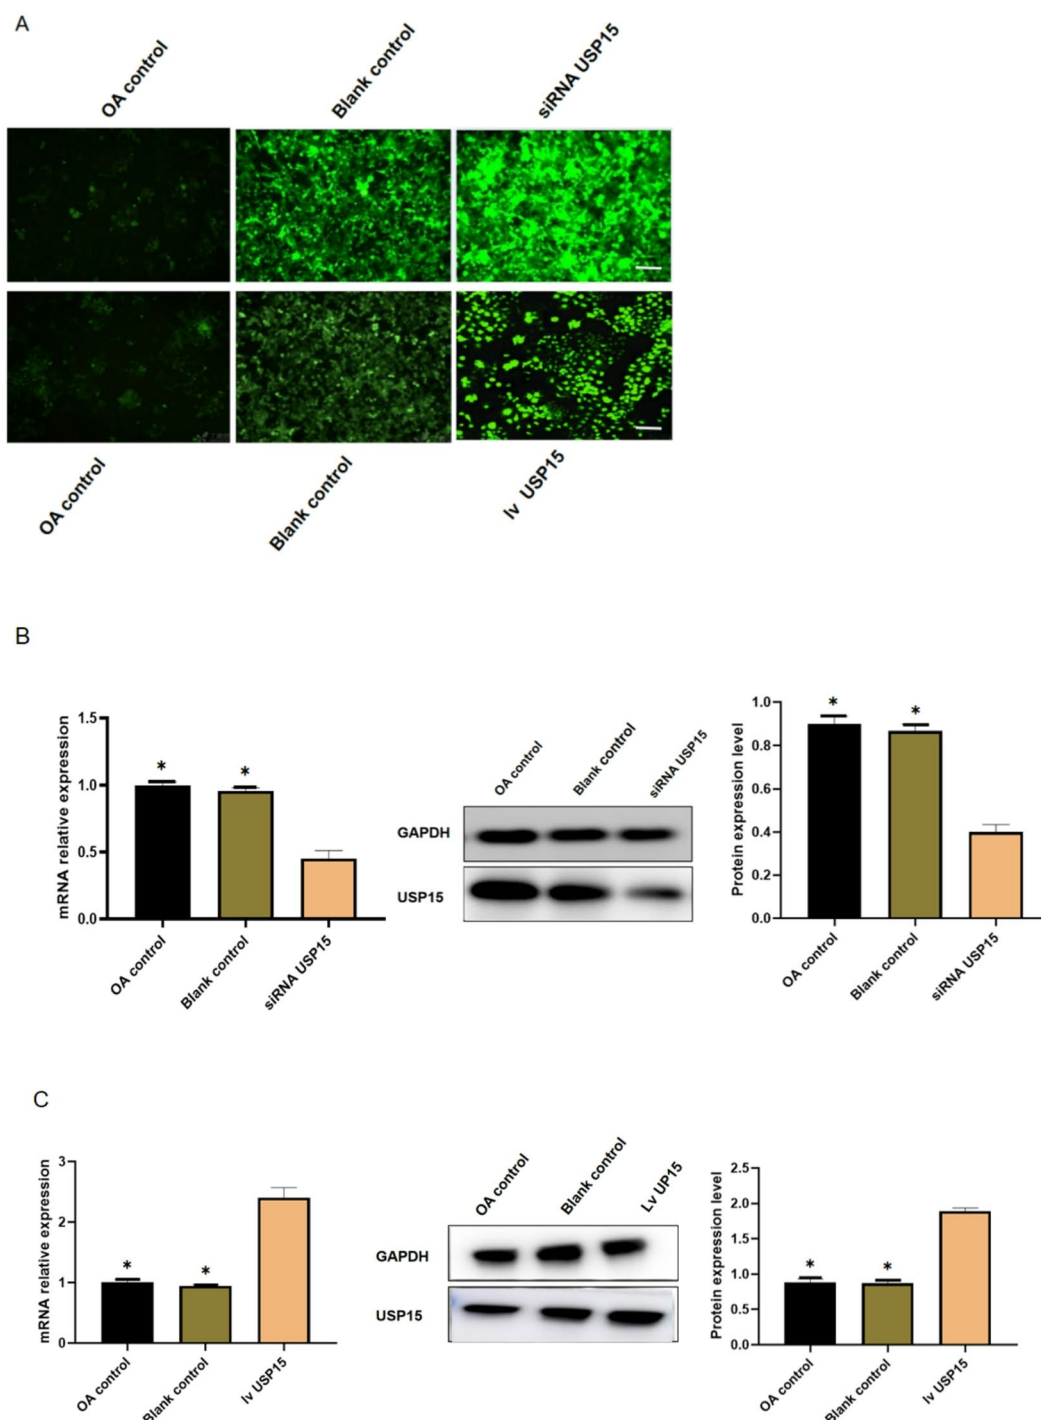 A
OA control
Blank control
siRNA USP15
OA control
Blank control
lv USP15
B
mRNA relative expression
1.5
1.0
0.5
0.0
*
*
OA control
Blank control
siRNA USP15
OA control
Blank control
siRNA USP15
GAPDH
USP15
Protein expression level
1.0
0.8
0.6
0.4
0.2
0.0
*
*
OA control
Blank control
siRNA USP15
C
mRNA relative expression
3
2
1
0
*
*
OA control
Blank control
lv USP15
OA control
Blank control
Lv UP15
GAPDH
USP15
Protein expression level
2.5
2.0
1.5
1.0
0.5
0.0
*
*
OA control
Blank control
lv USP15